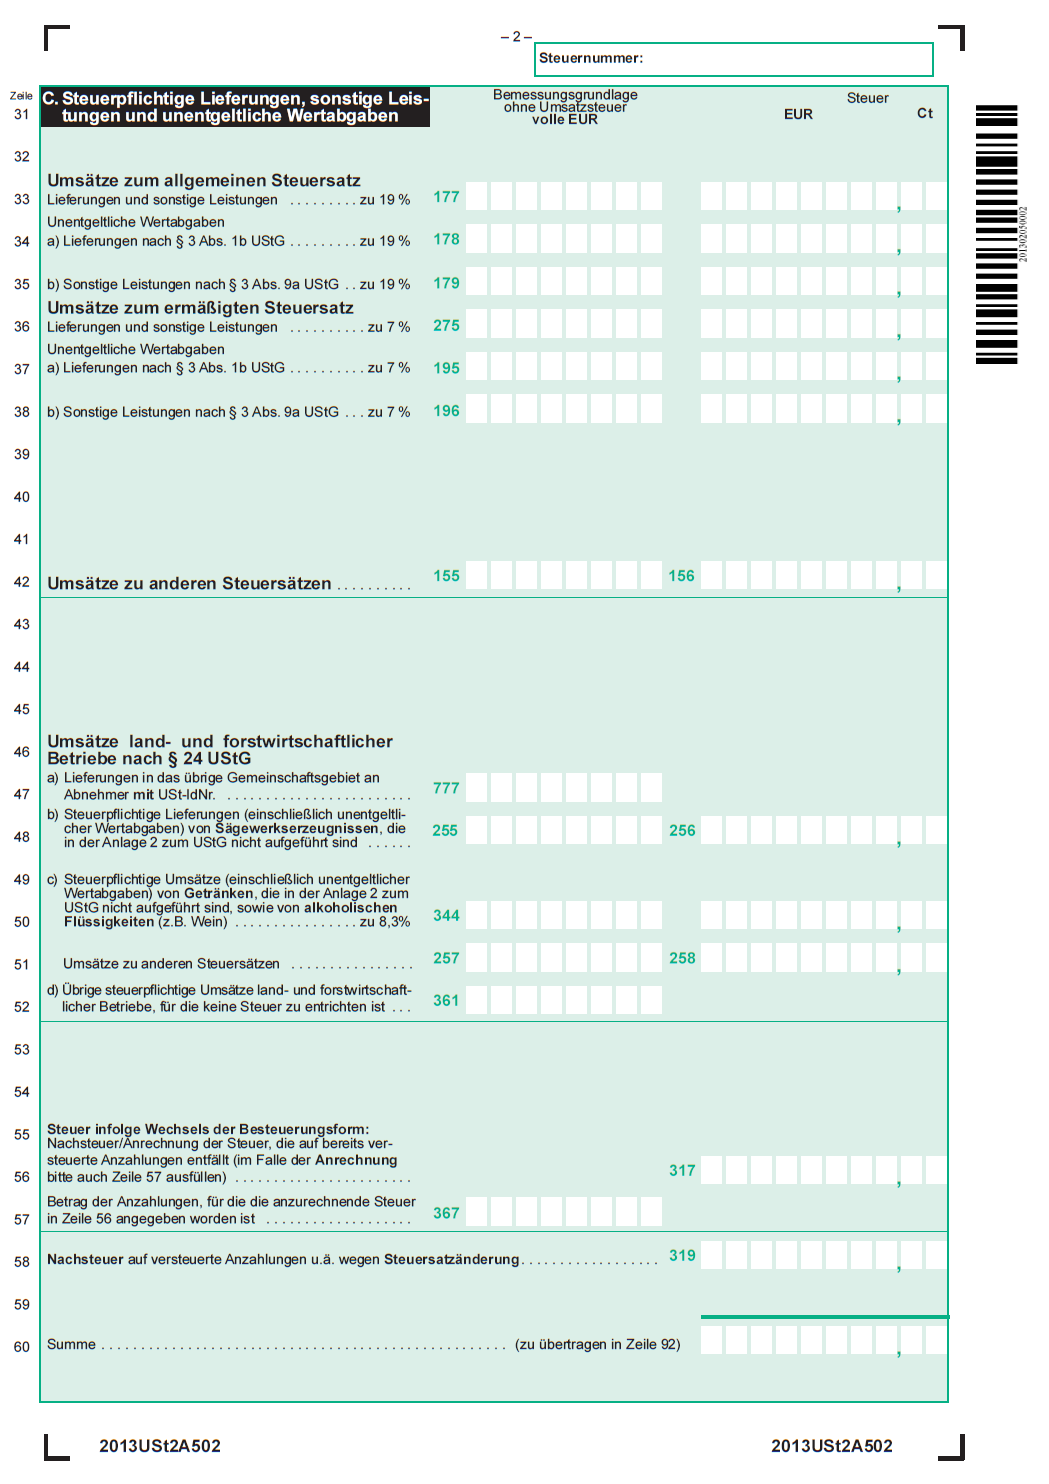 – 2 –
Steuernummer:
Zeile
C. Steuerpflichtige Lieferungen, sonstige Leis-
tungen und unentgeltliche Wertabgaben
Bemessungsgrundlage
ohne Umsatzsteuer
volle EUR
Steuer
EUR Ct
31
32
Umsätze zum allgemeinen Steuersatz
33 Lieferungen und sonstige Leistungen . . . . . . . . . zu 19 % 177 ,
Unentgeltliche Wertabgaben
34 a) Lieferungen nach § 3 Abs. 1b UStG . . . . . . . . . zu 19 % 178 ,
35 b) Sonstige Leistungen nach § 3 Abs. 9a UStG . . zu 19 % 179 ,
Umsätze zum ermäßigten Steuersatz
36 Lieferungen und sonstige Leistungen . . . . . . . . . . zu 7 % 275 ,
Unentgeltliche Wertabgaben
37 a) Lieferungen nach § 3 Abs. 1b UStG . . . . . . . . . . zu 7 % 195 ,
38 b) Sonstige Leistungen nach § 3 Abs. 9a UStG . . . zu 7 % 196 ,
39
40
41
42 Umsätze zu anderen Steuersätzen . . . . . . . . . . 155 156 ,
43
44
45
Umsätze land- und forstwirtschaftlicher
46 Betriebe nach § 24 UStG
a) Lieferungen in das übrige Gemeinschaftsgebiet an
47 Abnehmer mit USt-IdNr. . . . . . . . . . . . . . . . . . . . . . . . . 777
b) Steuerpflichtige Lieferungen (einschließlich unentgeltli-
cher Wertabgaben) von Sägewerkserzeugnissen, die
48 in der Anlage 2 zum UStG nicht aufgeführt sind . . . . . . 255 256 ,
49 c) Steuerpflichtige Umsätze (einschließlich unentgeltlicher
Wertabgaben) von Getränken, die in der Anlage 2 zum
UStG nicht aufgeführt sind, sowie von alkoholischen
50 Flüssigkeiten (z.B. Wein) . . . . . . . . . . . . . . . . zu 8,3% 344 ,
51 Umsätze zu anderen Steuersätzen . . . . . . . . . . . . . . . . 257 258 ,
d) Übrige steuerpflichtige Umsätze land- und forstwirtschaft-
52 licher Betriebe, für die keine Steuer zu entrichten ist . . . 361
53
54
55 Steuer infolge Wechsels der Besteuerungsform:
Nachsteuer/Anrechnung der Steuer, die auf bereits ver-
steuerte Anzahlungen entfällt (im Falle der Anrechnung
56 bitte auch Zeile 57 ausfüllen) . . . . . . . . . . . . . . . . . . . . . . . 317 ,
Betrag der Anzahlungen, für die die anzurechnende Steuer
57 in Zeile 56 angegeben worden ist . . . . . . . . . . . . . . . . . . . 367
58 Nachsteuer auf versteuerte Anzahlungen u.ä. wegen Steuersatzänderung . . . . . . . . . . . . . . . . . . 319 ,
59
60 Summe . . . . . . . . . . . . . . . . . . . . . . . . . . . . . . . . . . . . . . . . . . . . . . . . . . . . (zu übertragen in Zeile 92) ,
201302050002
2013USt2A502 2013USt2A502